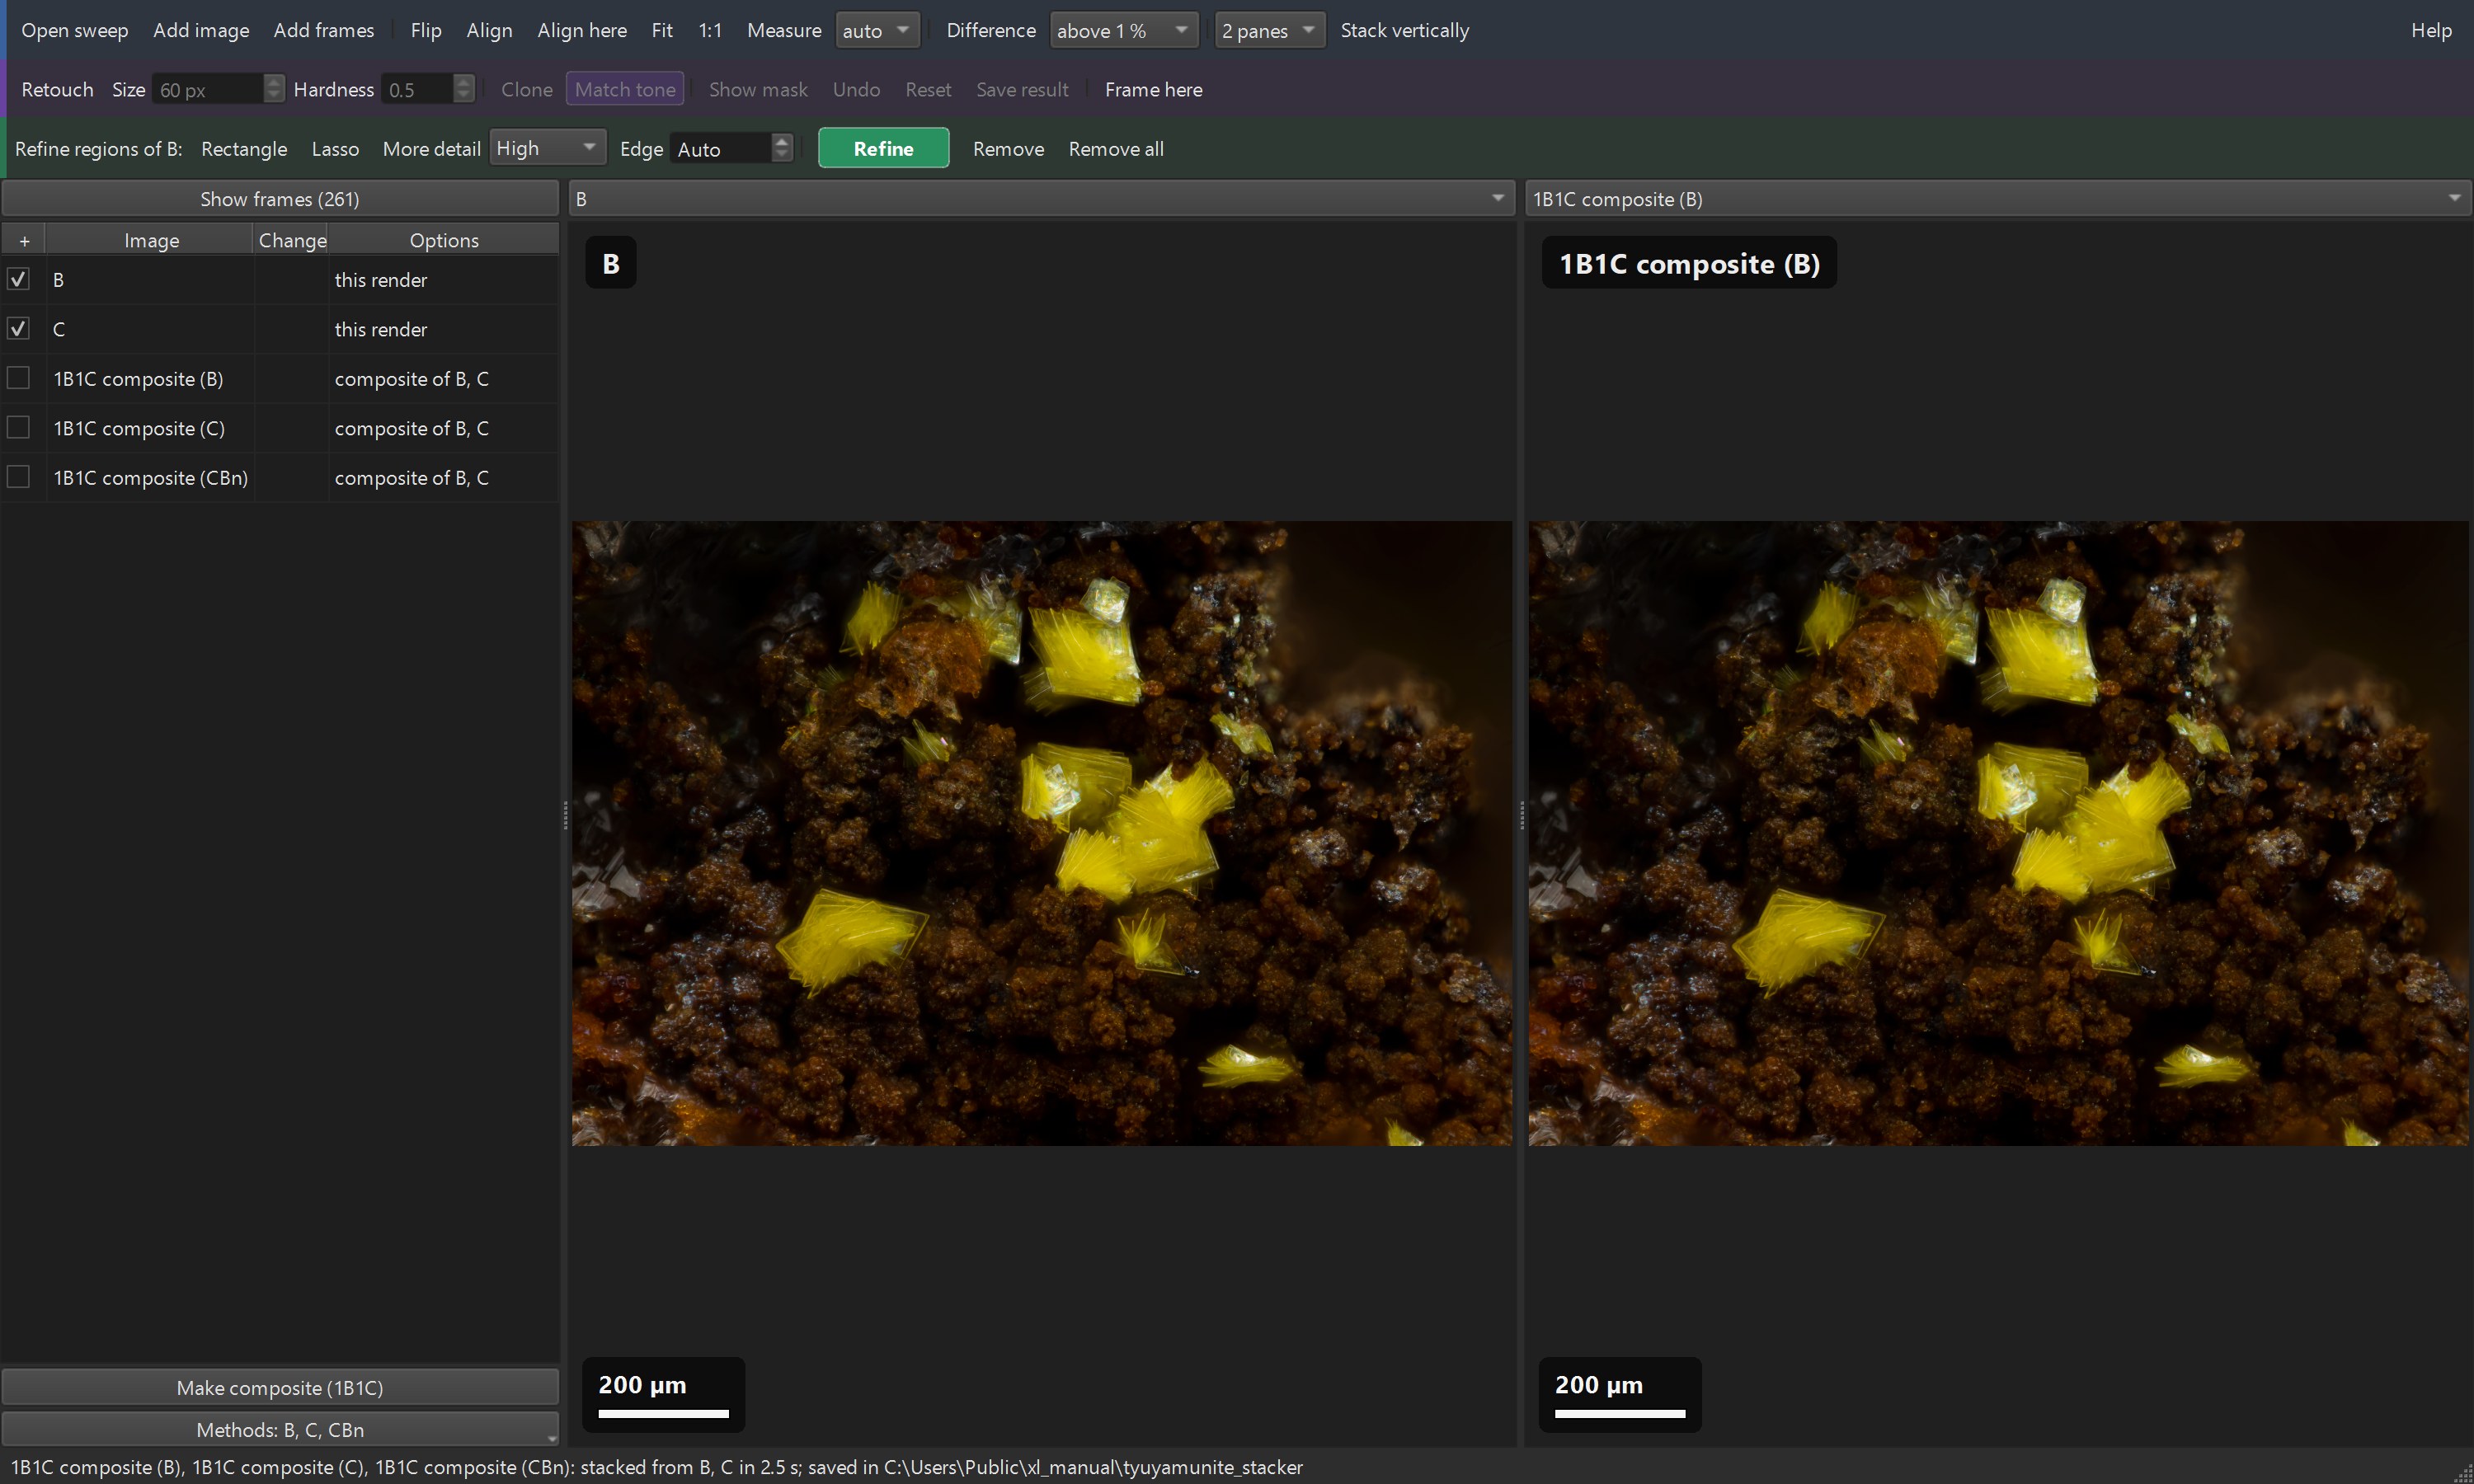 Open sweep Add image Add frames Flip Align Align here Fit 1:1 Measure auto Difference above 1 % 2 panes Stack vertically Help
Retouch Size 60 px Hardness 0.5 Clone Match tone Show mask Undo Reset Save result Frame here
Refine regions of B: Rectangle Lasso More detail High Edge Auto Refine Remove Remove all
Show frames (261) B 1B1C composite (B)
+ Image Change Options
B this render
C this render
1B1C composite (B) composite of B, C
1B1C composite (C) composite of B, C
1B1C composite (CBn) composite of B, C
B
1B1C composite (B)
200 µm
200 µm
Make composite (1B1C)
Methods: B, C, CBn
1B1C composite (B), 1B1C composite (C), 1B1C composite (CBn): stacked from B, C in 2.5 s; saved in C:\Users\Public\xl_manual\tyuyamunite_stacker